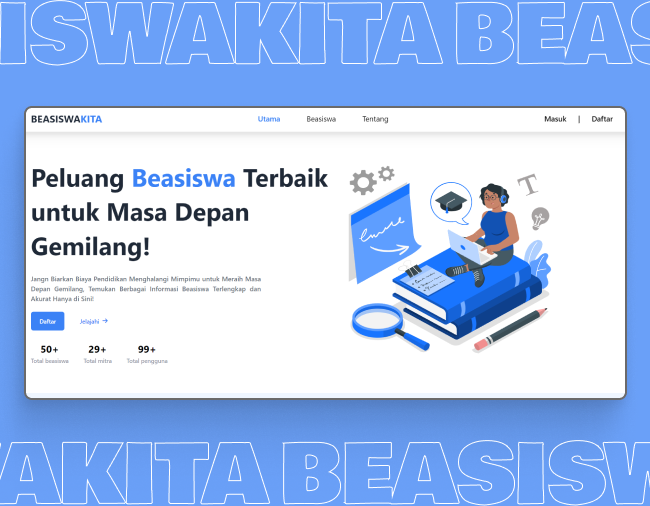 ISWAKITA BEAS
BEASISWAKITA
Utama
Beasiswa
Tentang
Masuk | Daftar
Peluang Beasiswa Terbaik
untuk Masa Depan
Gemilang!
Jangn Biarkan Biaya Pendidikan Menghalangi Mimpimu untuk Meraih Masa
Depan Gemilang, Temukan Berbagai Informasi Beasiswa Terlengkap dan
Akurat Hanya di Sini!
Daftar
Jelajahi →
50+
Total beasiswa
29+
Total mitra
99+
Total pengguna
T
AKITA BEASISW